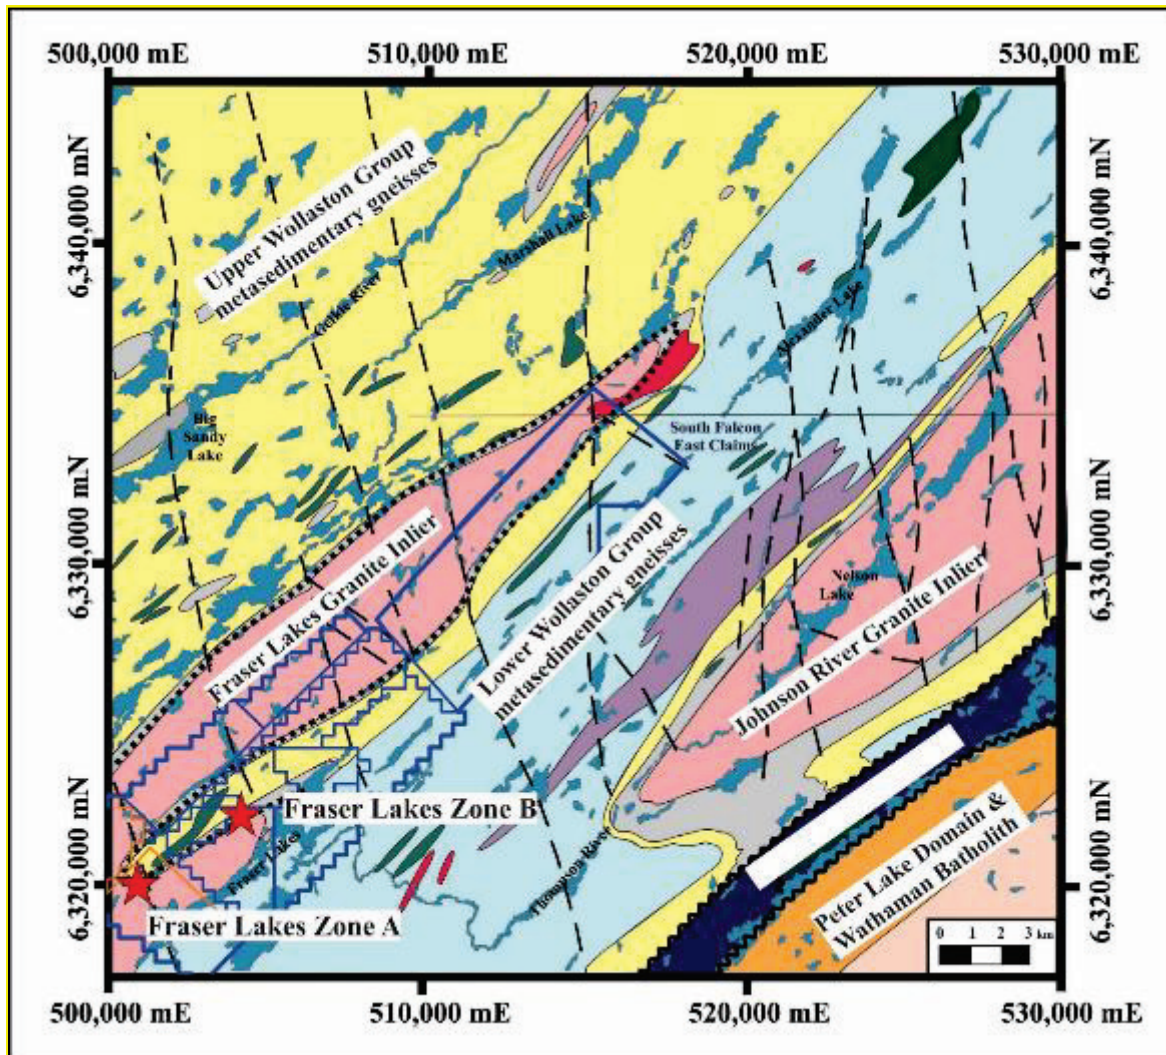 500,000 mE
510,000 mE
520,000 mE
530,000 mE
6,340,000 mN
6,340,000 mN
Upper Wollaston Group
metasedimentary gneisses
Marshall Lake
Geikie River
Alexander Lake
Big
Sandy
Lake
South Falcon
East Claims
6,330,000 mN
6,330,000 mN
Fraser Lakes Granite Inlier
Lower Wollaston Group
metasedimentary gneisses
Nelson
Lake
Johnson River Granite Inlier
Fraser Lakes Zone B
Fraser Lakes
6,320,000 mN
6,320,000 mN
Thompson River
Peter Lake Domain &
Wathaman Batholith
Fraser Lakes Zone A
0 1 2 3 km
500,000 mE
510,000 mE
520,000 mE
530,000 mE